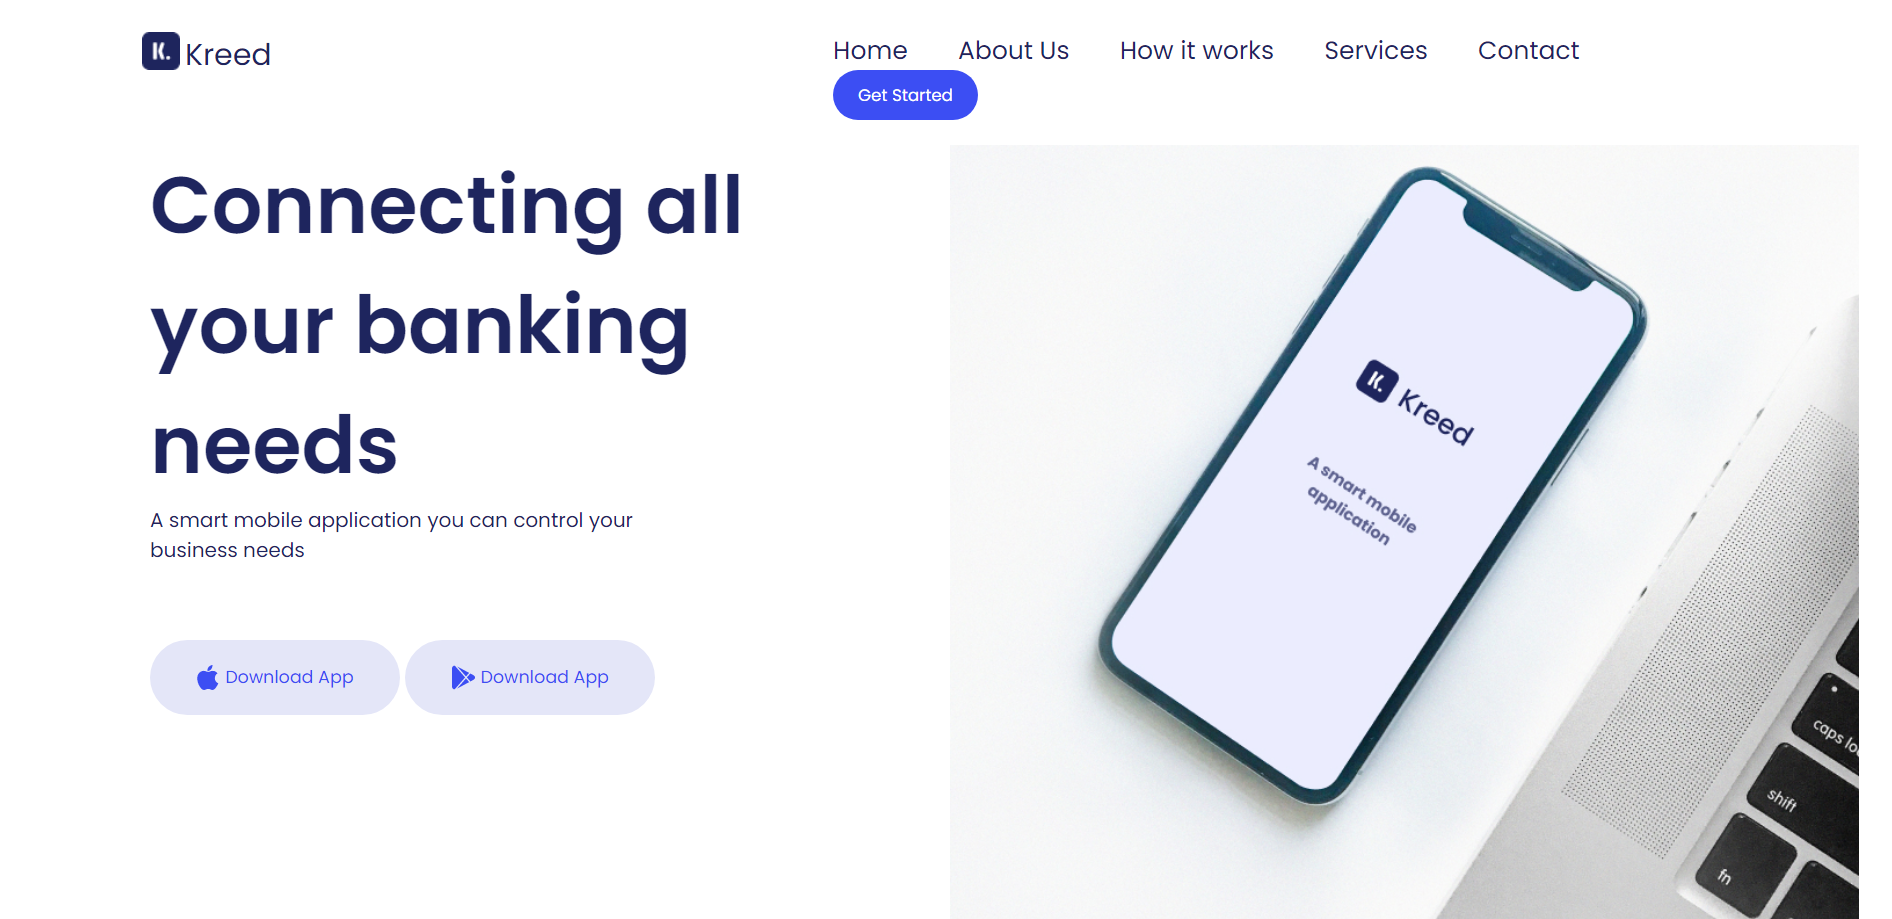 K. Kreed
Home About Us How it works Services Contact
Get Started
Connecting all
your banking
needs
A smart mobile application you can control your
business needs
Download App Download App
K. Kreed
A smart mobile
application
caps lo
shift
fn